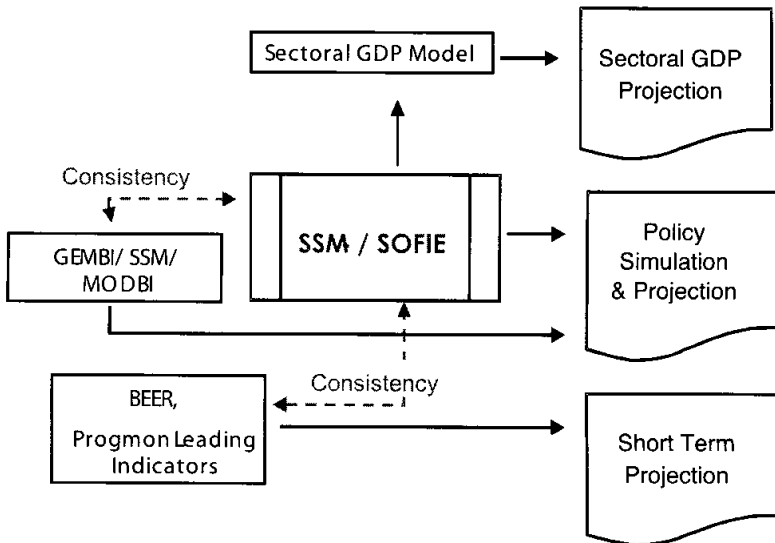 Sectoral GDP Model
Sectoral GDP
Projection
Consistency
SSM / SOFIE
GEMBI/ SSM/
MODBI
Policy
Simulation
& Projection
Consistency
BEER,
Progmon Leading
Indicators
Short Term
Projection